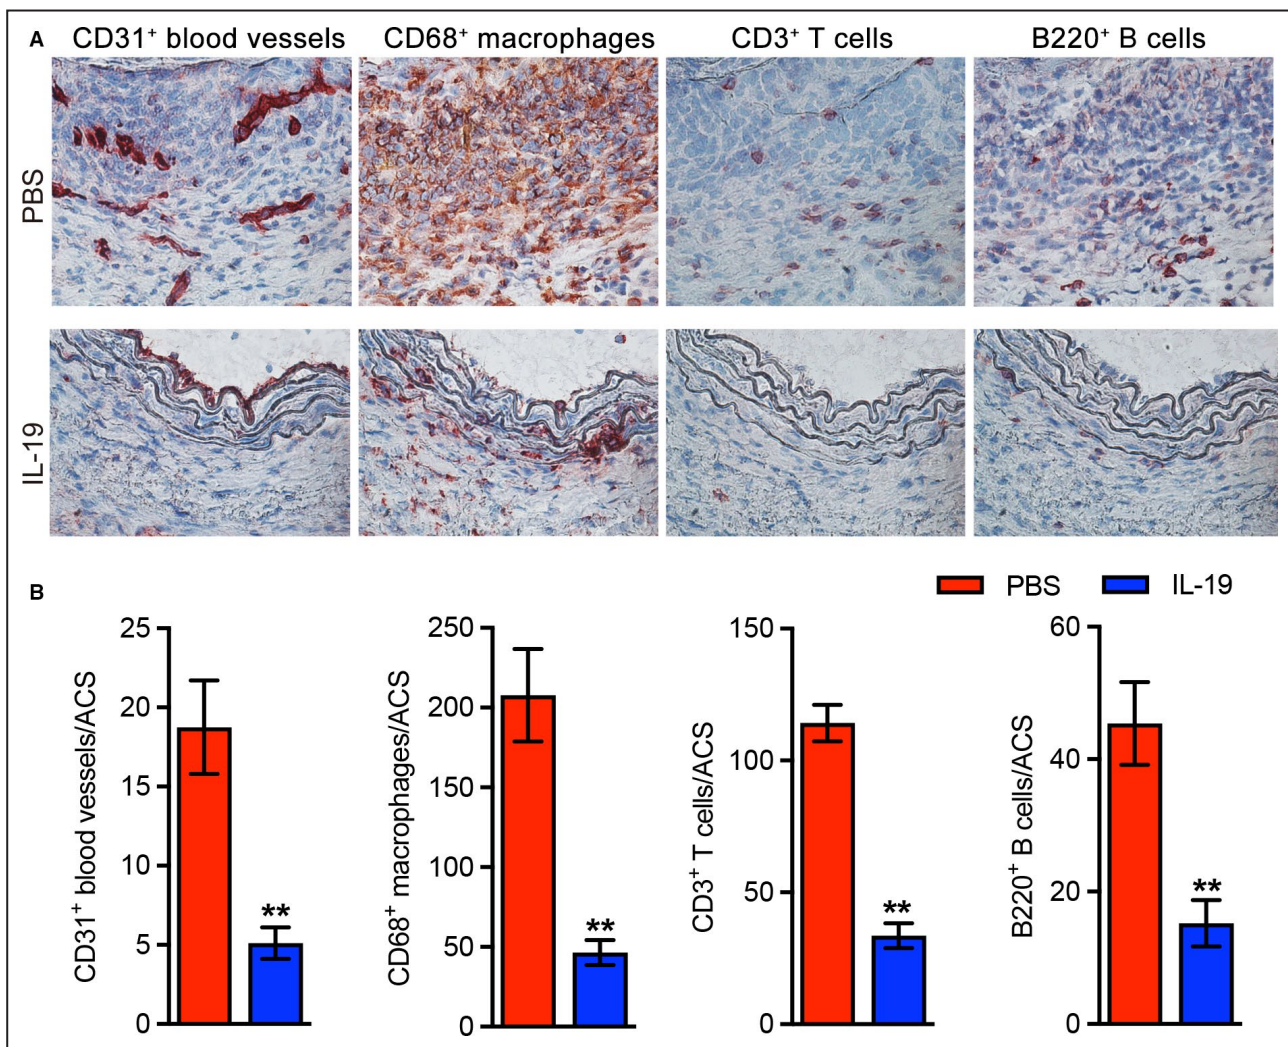 A
CD31⁺ blood vessels
CD68⁺ macrophages
CD3⁺ T cells
B220⁺ B cells
PBS
IL-19
B
PBS
IL-19
CD31⁺ blood vessels/ACS
25
20
15
10
5
0
**
CD68⁺ macrophages/ACS
250
200
150
100
50
0
**
CD3⁺ T cells/ACS
150
100
50
0
**
B220⁺ B cells/ACS
60
40
20
0
**